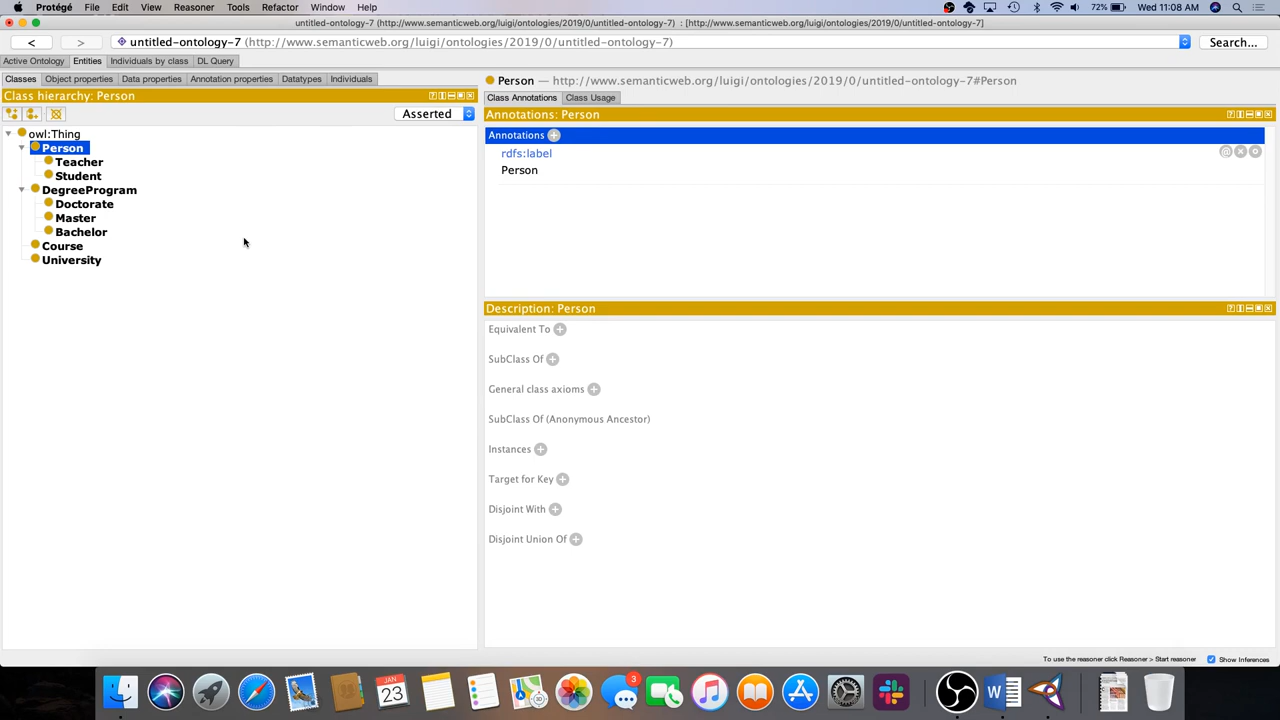 Protégé File Edit View Reasoner Tools Refactor Window Help 72% Wed 11:08 AM
untitled-ontology-7 (http://www.semanticweb.org/luigi/ontologies/2019/0/untitled-ontology-7) : [http://www.semanticweb.org/luigi/ontologies/2019/0/untitled-ontology-7]
< > untitled-ontology-7 (http://www.semanticweb.org/luigi/ontologies/2019/0/untitled-ontology-7) Search...
Active Ontology Entities Individuals by class DL Query
Classes Object properties Data properties Annotation properties Datatypes Individuals
Class hierarchy: Person
Asserted
owl:Thing
Person
Teacher
Student
DegreeProgram
Doctorate
Master
Bachelor
Course
University
Person — http://www.semanticweb.org/luigi/ontologies/2019/0/untitled-ontology-7#Person
Class Annotations Class Usage
Annotations: Person
Annotations
rdfs:label
Person
Description: Person
Equivalent To
SubClass Of
General class axioms
SubClass Of (Anonymous Ancestor)
Instances
Target for Key
Disjoint With
Disjoint Union Of
To use the reasoner click Reasoner > Start reasoner Show Inferences
JAN
23
3